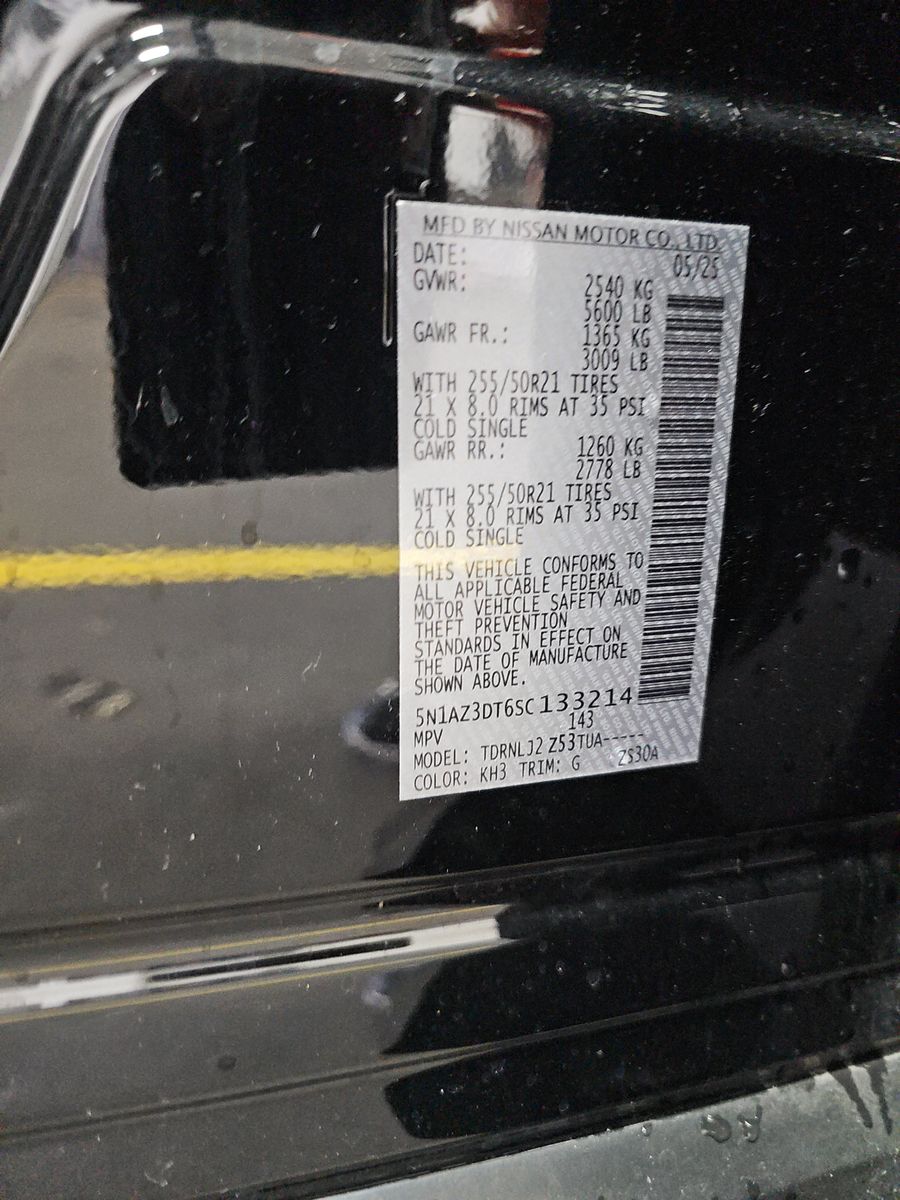 MFD BY NISSAN MOTOR CO., LTD.
DATE: 05/25
GVWR: 2540 KG
5600 LB
GAWR FR.: 1365 KG
3009 LB
WITH 255/50R21 TIRES
21 X 8.0 RIMS AT 35 PSI
COLD SINGLE
GAWR RR.: 1260 KG
2778 LB
WITH 255/50R21 TIRES
21 X 8.0 RIMS AT 35 PSI
COLD SINGLE
THIS VEHICLE CONFORMS TO
ALL APPLICABLE FEDERAL
MOTOR VEHICLE SAFETY AND
THEFT PREVENTION
STANDARDS IN EFFECT ON
THE DATE OF MANUFACTURE
SHOWN ABOVE.
5N1AZ3DT6SC133214
MPV 143
MODEL: TDRNLJ2 Z53TUA-----
COLOR: KH3 TRIM: G ZS30A